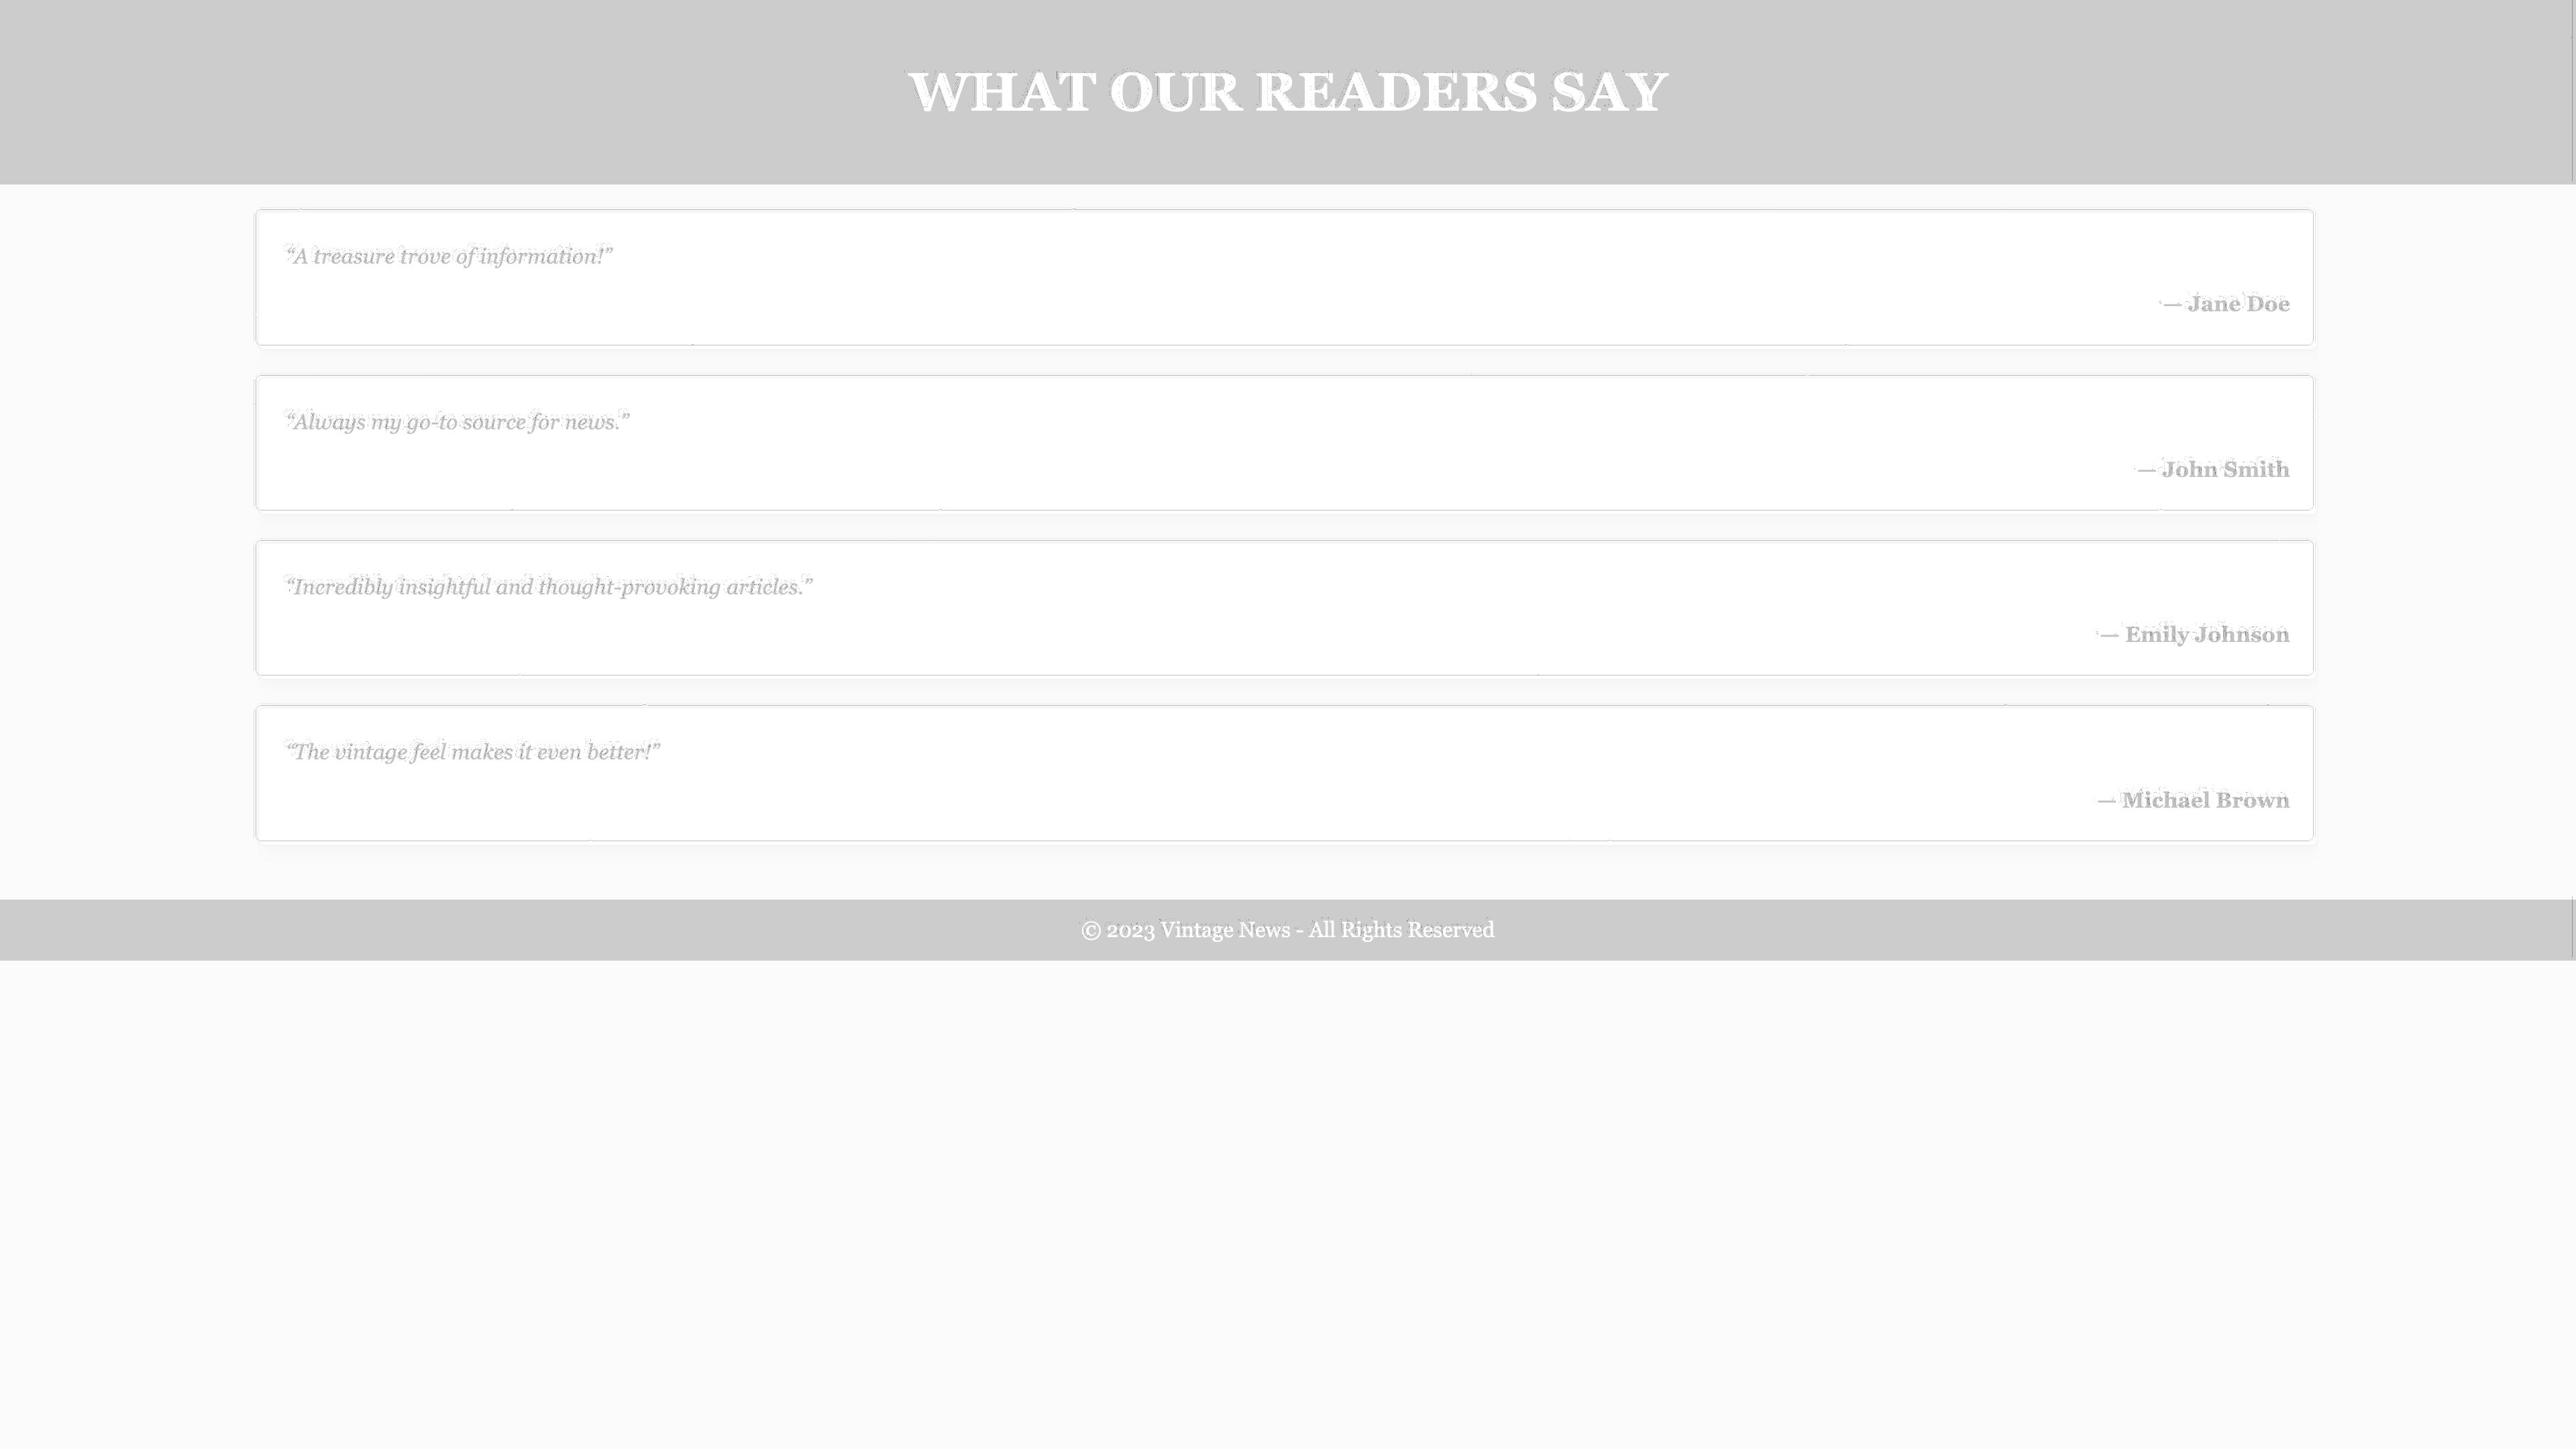 WHAT OUR READERS SAY
“A treasure trove of information!”
— Jane Doe
“Always my go-to source for news.”
— John Smith
“Incredibly insightful and thought-provoking articles.”
— Emily Johnson
“The vintage feel makes it even better!”
— Michael Brown
© 2023 Vintage News - All Rights Reserved